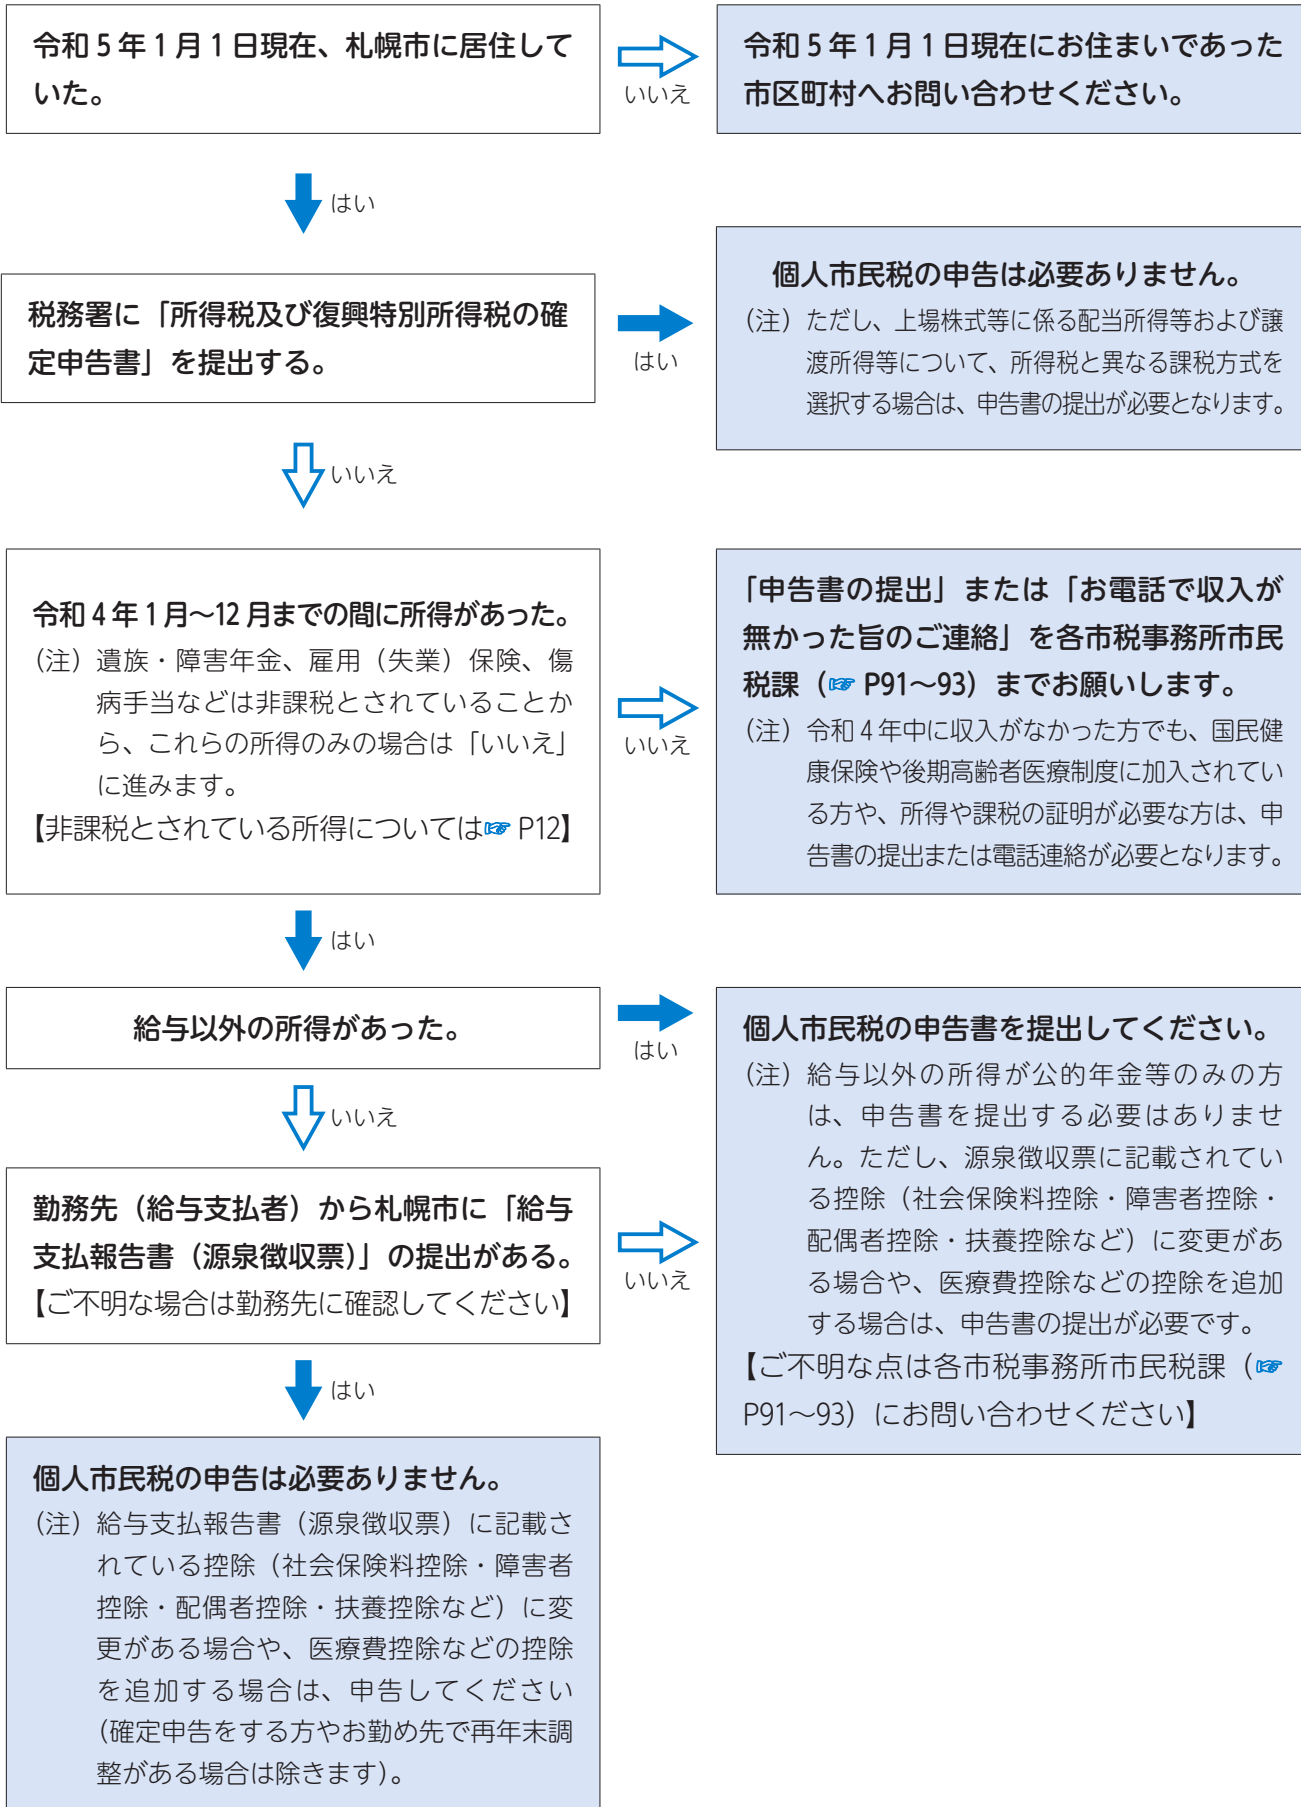 令和５年１月１日現在、札幌市に居住して
いた。
いいえ
令和５年１月１日現在にお住まいであった
市区町村へお問い合わせください。
はい
税務署に「所得税及び復興特別所得税の確
定申告書」を提出する。
はい
個人市民税の申告は必要ありません。
（注）ただし、上場株式等に係る配当所得等および譲
渡所得等について、所得税と異なる課税方式を
選択する場合は、申告書の提出が必要となります。
いいえ
令和４年１月～12月までの間に所得があった。
（注）遺族・障害年金、雇用（失業）保険、傷
病手当などは非課税とされていることか
ら、これらの所得のみの場合は「いいえ」
に進みます。
【非課税とされている所得については☞ P12】
いいえ
「申告書の提出」または「お電話で収入が
無かった旨のご連絡」を各市税事務所市民
税課（☞ P91～93）までお願いします。
（注）令和４年中に収入がなかった方でも、国民健
康保険や後期高齢者医療制度に加入されてい
る方や、所得や課税の証明が必要な方は、申
告書の提出または電話連絡が必要となります。
はい
給与以外の所得があった。
はい
個人市民税の申告書を提出してください。
（注）給与以外の所得が公的年金等のみの方
は、申告書を提出する必要はありませ
ん。ただし、源泉徴収票に記載されてい
る控除（社会保険料控除・障害者控除・
配偶者控除・扶養控除など）に変更があ
る場合や、医療費控除などの控除を追加
する場合は、申告書の提出が必要です。
【ご不明な点は各市税事務所市民税課（☞
P91～93）にお問い合わせください】
いいえ
勤務先（給与支払者）から札幌市に「給与
支払報告書（源泉徴収票）」の提出がある。
【ご不明な場合は勤務先に確認してください】
いいえ
はい
個人市民税の申告は必要ありません。
（注）給与支払報告書（源泉徴収票）に記載さ
れている控除（社会保険料控除・障害者
控除・配偶者控除・扶養控除など）に変
更がある場合や、医療費控除などの控除
を追加する場合は、申告してください
（確定申告をする方やお勤め先で再年末調
整がある場合は除きます）。